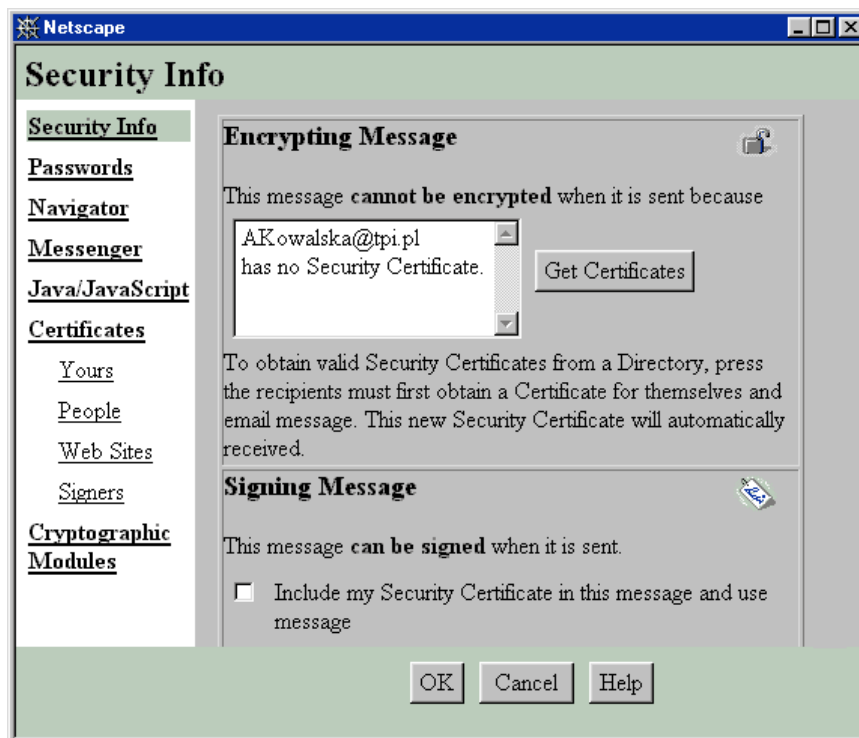 Netscape
Security Info
Security Info
Passwords
Navigator
Messenger
Java/JavaScript
Certificates
Yours
People
Web Sites
Signers
Cryptographic
Modules
Encrypting Message
This message cannot be encrypted when it is sent because
AKowalska@tpi.pl
has no Security Certificate.
Get Certificates
To obtain valid Security Certificates from a Directory, press
the recipients must first obtain a Certificate for themselves and
email message. This new Security Certificate will automatically
received.
Signing Message
This message can be signed when it is sent.
Include my Security Certificate in this message and use
message
OK
Cancel
Help